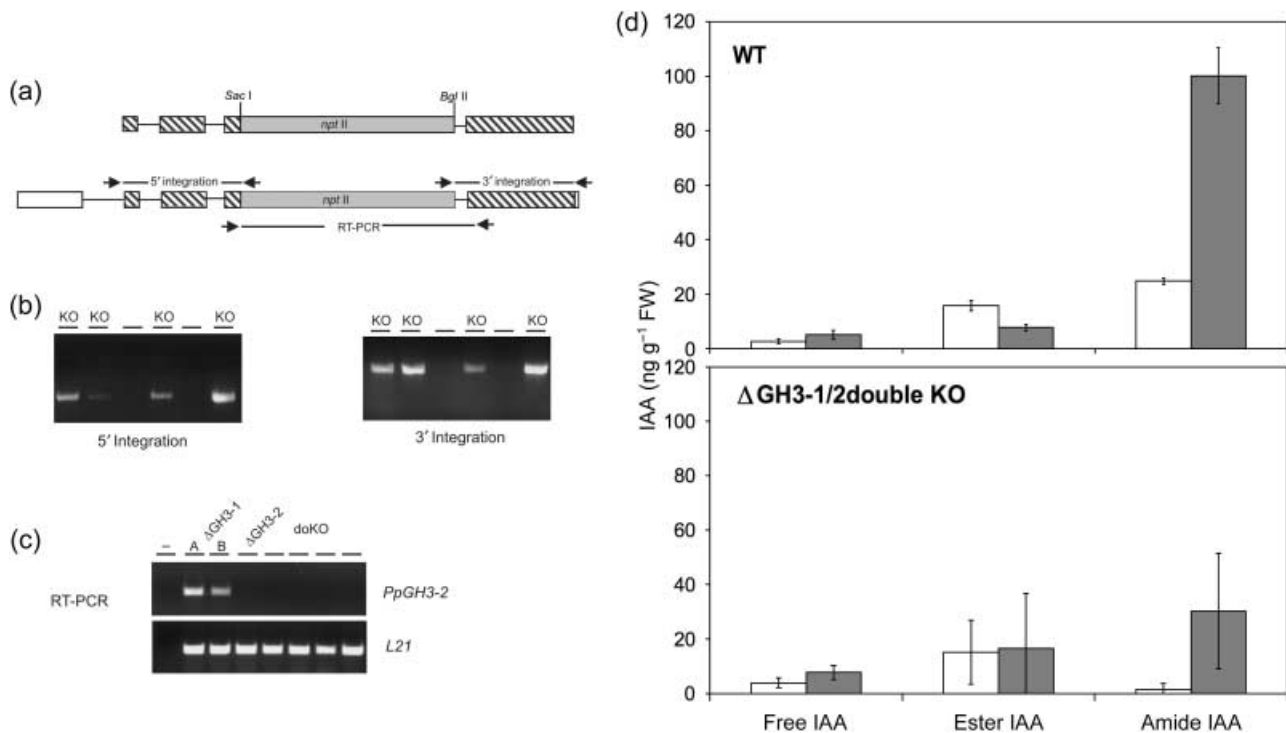 (a)
Sac I
Bgl II
npt II
5′ integration
3′ integration
npt II
RT-PCR
(b)
KO KO KO KO
5′ Integration
KO KO KO KO
3′ Integration
(c)
ΔGH3-1
ΔGH3-2
doKO
– A B
RT-PCR
PpGH3-2
L21
(d)
WT
120
100
80
60
40
20
0
IAA (ng g⁻¹ FW)
ΔGH3-1/2double KO
120
100
80
60
40
20
0
Free IAA Ester IAA Amide IAA